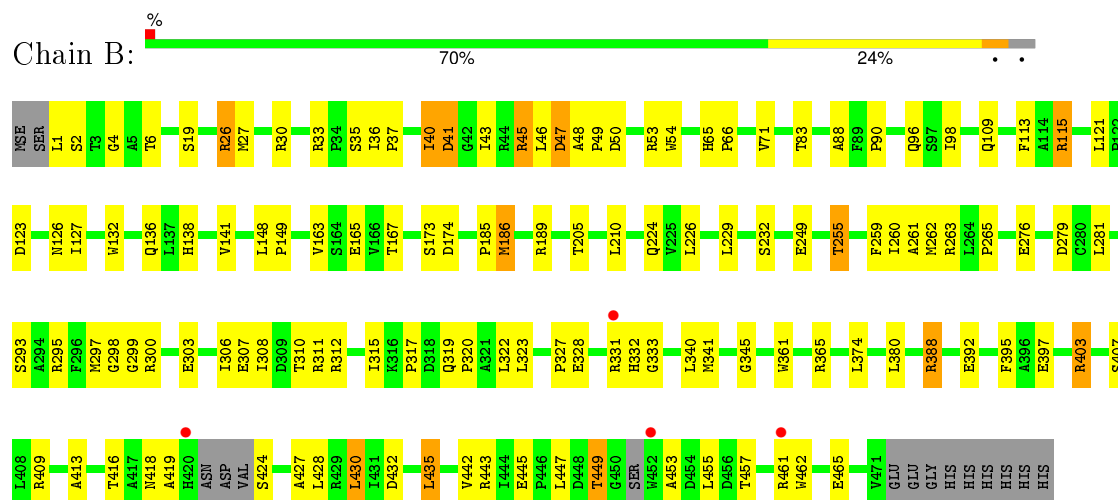 %
Chain B:
70% 24% • •
MSE SER L1 S2 T3 G4 A5 T6 S19 R26 M27 R30 R33 P34 S35 I36 P37 I40 D41 G42 I43 R44 R45 L46 D47 A48 P49 D50 R53 W54 H65 P66 V71 T83 A88 F89 P90 Q96 S97 I98 Q109 F113 A114 R115 L121 P122
D123 N126 I127 W132 Q136 L137 H138 V141 L148 P149 V163 S164 E165 V166 T167 S173 D174 P185 M186 R189 T205 L210 Q224 V225 L226 L229 S232 E249 T255 F259 I260 A261 M262 R263 L264 P265 E276 D279 C280 L281
S293 A294 R295 F296 M297 G298 G299 R300 E303 I306 E307 I308 D309 T310 R311 R312 I315 K316 P317 D318 Q319 P320 A321 L322 L323 P327 E328 R331 H332 G333 L340 M341 G345 W361 R365 L374 L380 R388 E392 F395 A396 E397 R403 S407
L408 R409 A413 T416 A417 N418 A419 H420 ASN ASP VAL S424 A427 L428 R429 L430 I431 D432 L435 V442 R443 I444 E445 P446 L447 D448 T449 G450 SER W452 A453 D454 L455 D456 T457 R461 W462 E465 V471 GLU GLU GLY HIS HIS HIS HIS HIS HIS